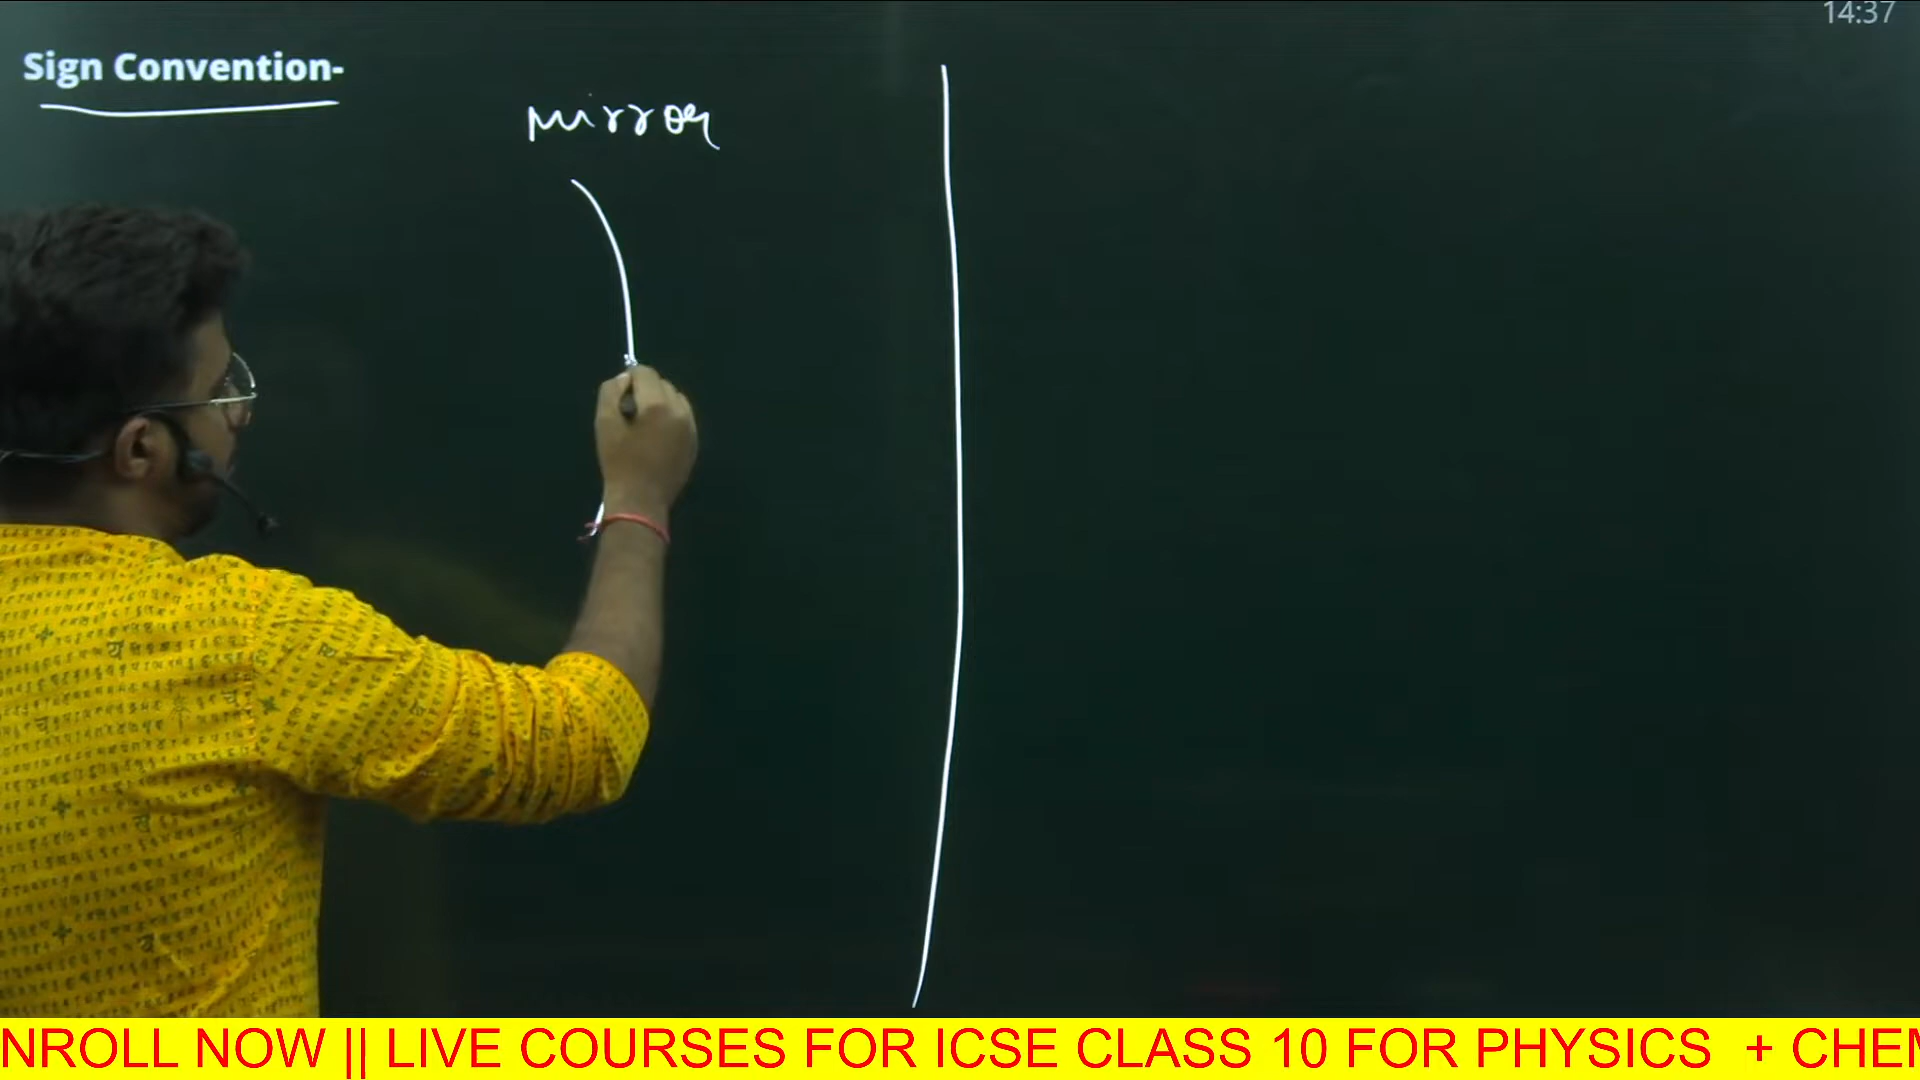 14:37
Sign Convention-
mirror
NROLL NOW || LIVE COURSES FOR ICSE CLASS 10 FOR PHYSICS + CHEM